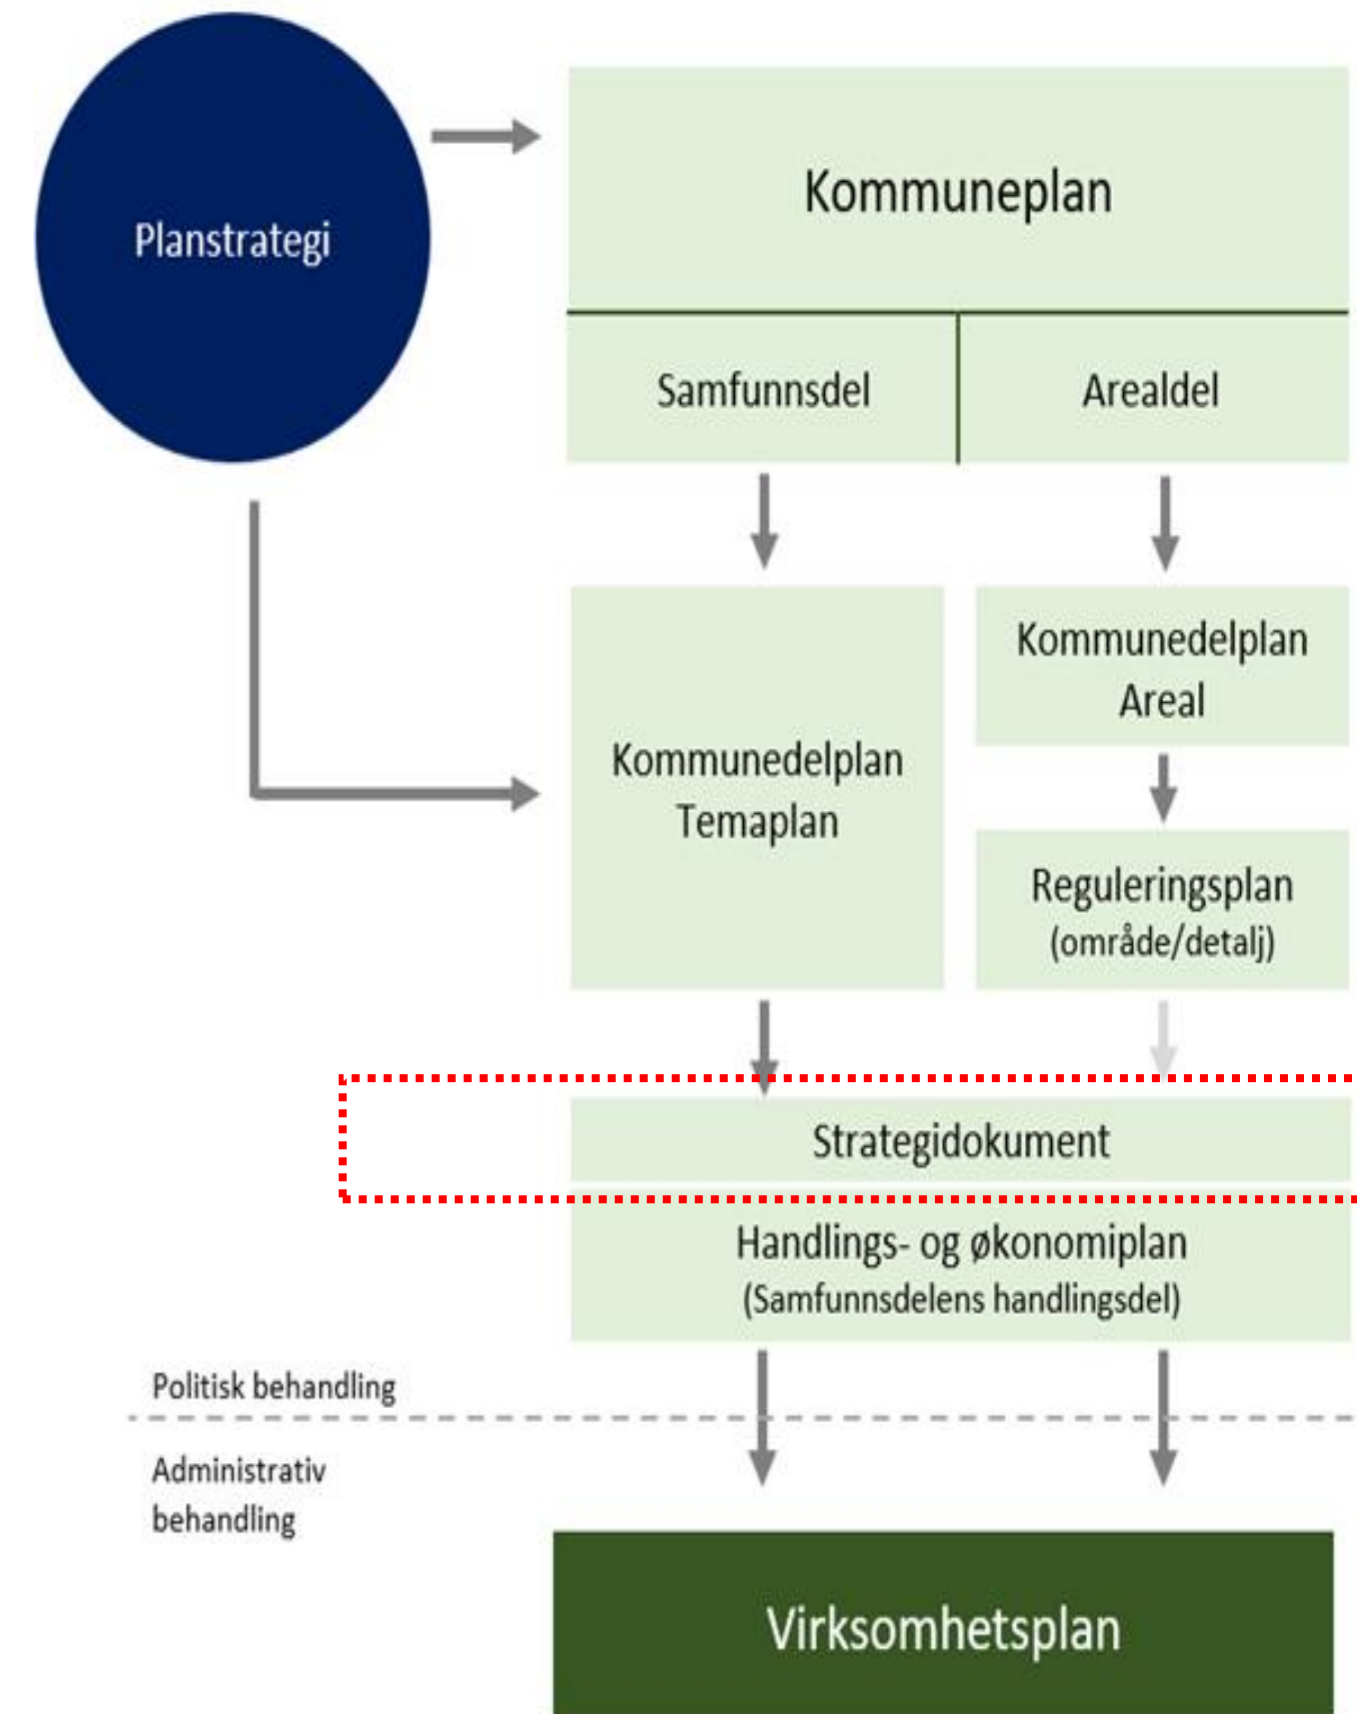 Planstrategi
Kommuneplan
Samfunnsdel
Arealdel
Kommunedelplan
Temaplan
Kommunedelplan
Areal
Reguleringsplan
(område/detalj)
Strategidokument
Handlings- og økonomiplan
(Samfunnsdelens handlingsdel)
Politisk behandling
Administrativ
behandling
Virksomhetsplan